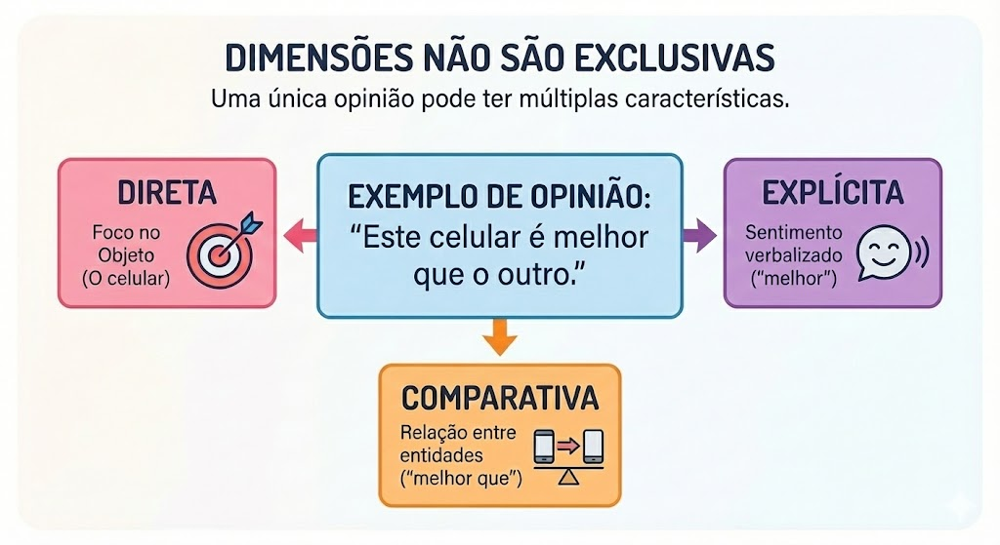 DIMENSÕES NÃO SÃO EXCLUSIVAS
Uma única opinião pode ter múltiplas características.
DIRETA
Foco no
Objeto
(O celular)
EXEMPLO DE OPINIÃO:
“Este celular é melhor
que o outro.”
EXPLÍCITA
Sentimento
verbalizado
(“melhor”)
COMPARATIVA
Relação entre
entidades
(“melhor que”)